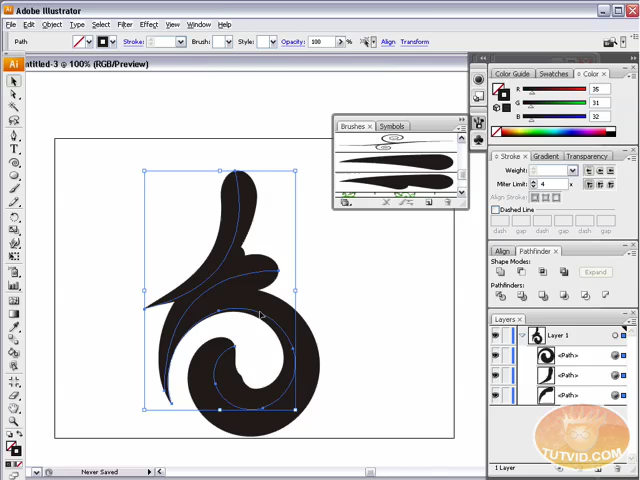 Adobe Illustrator
File Edit Object Type Select Filter Effect View Window Help
Path Stroke: Brush: Style: Opacity: 100 % Align Transform
Ai ntitled-3 @ 100% (RGB/Preview)
Color Guide Swatches Color
R 35
G 31
B 32
Brushes Symbols
Stroke Gradient Transparency
Weight:
Miter Limit: 4 x
Align Stroke:
Dashed Line
dash gap dash gap dash gap
Align Pathfinder
Shape Modes:
Expand
Pathfinders:
Layers
Layer 1
<Path>
<Path>
<Path>
TUTVID.COM
1 Layer
Never Saved